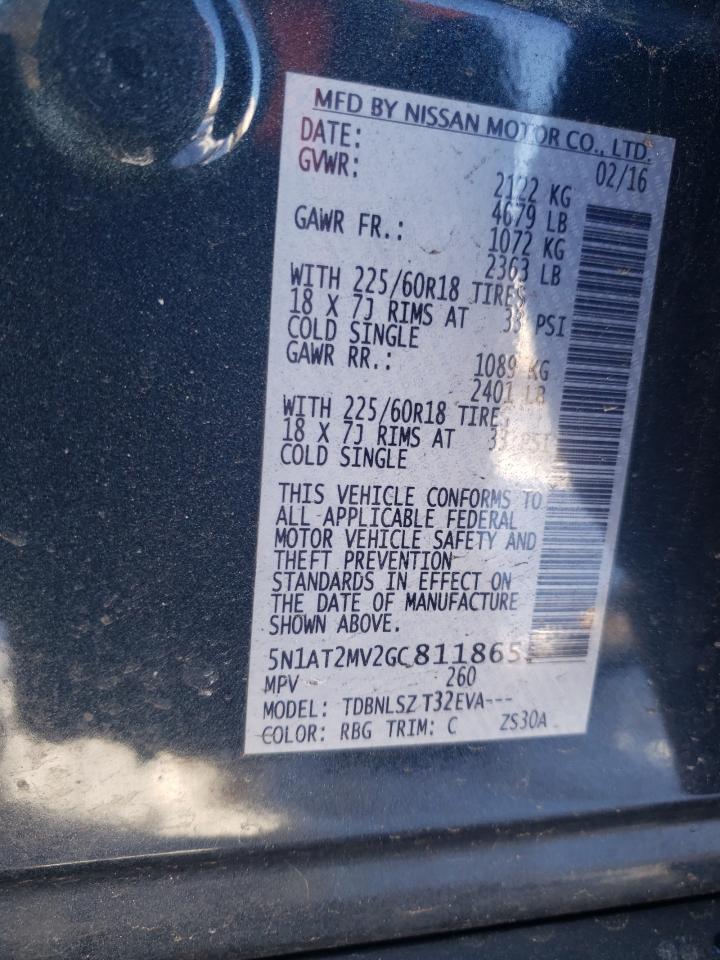 MFD BY NISSAN MOTOR CO., LTD.
DATE: 02/16
GVWR: 2122 KG
4679 LB
GAWR FR.: 1072 KG
2363 LB
WITH 225/60R18 TIRES
18 X 7J RIMS AT 33 PSI
COLD SINGLE
GAWR RR.: 1089 KG
2401 LB
WITH 225/60R18 TIRES
18 X 7J RIMS AT 33 PSI
COLD SINGLE
THIS VEHICLE CONFORMS TO
ALL APPLICABLE FEDERAL
MOTOR VEHICLE SAFETY AND
THEFT PREVENTION
STANDARDS IN EFFECT ON
THE DATE OF MANUFACTURE
SHOWN ABOVE.
MPV 260
MODEL: TDBNLSZ T32EVA---
COLOR: RBG TRIM: C ZS30A